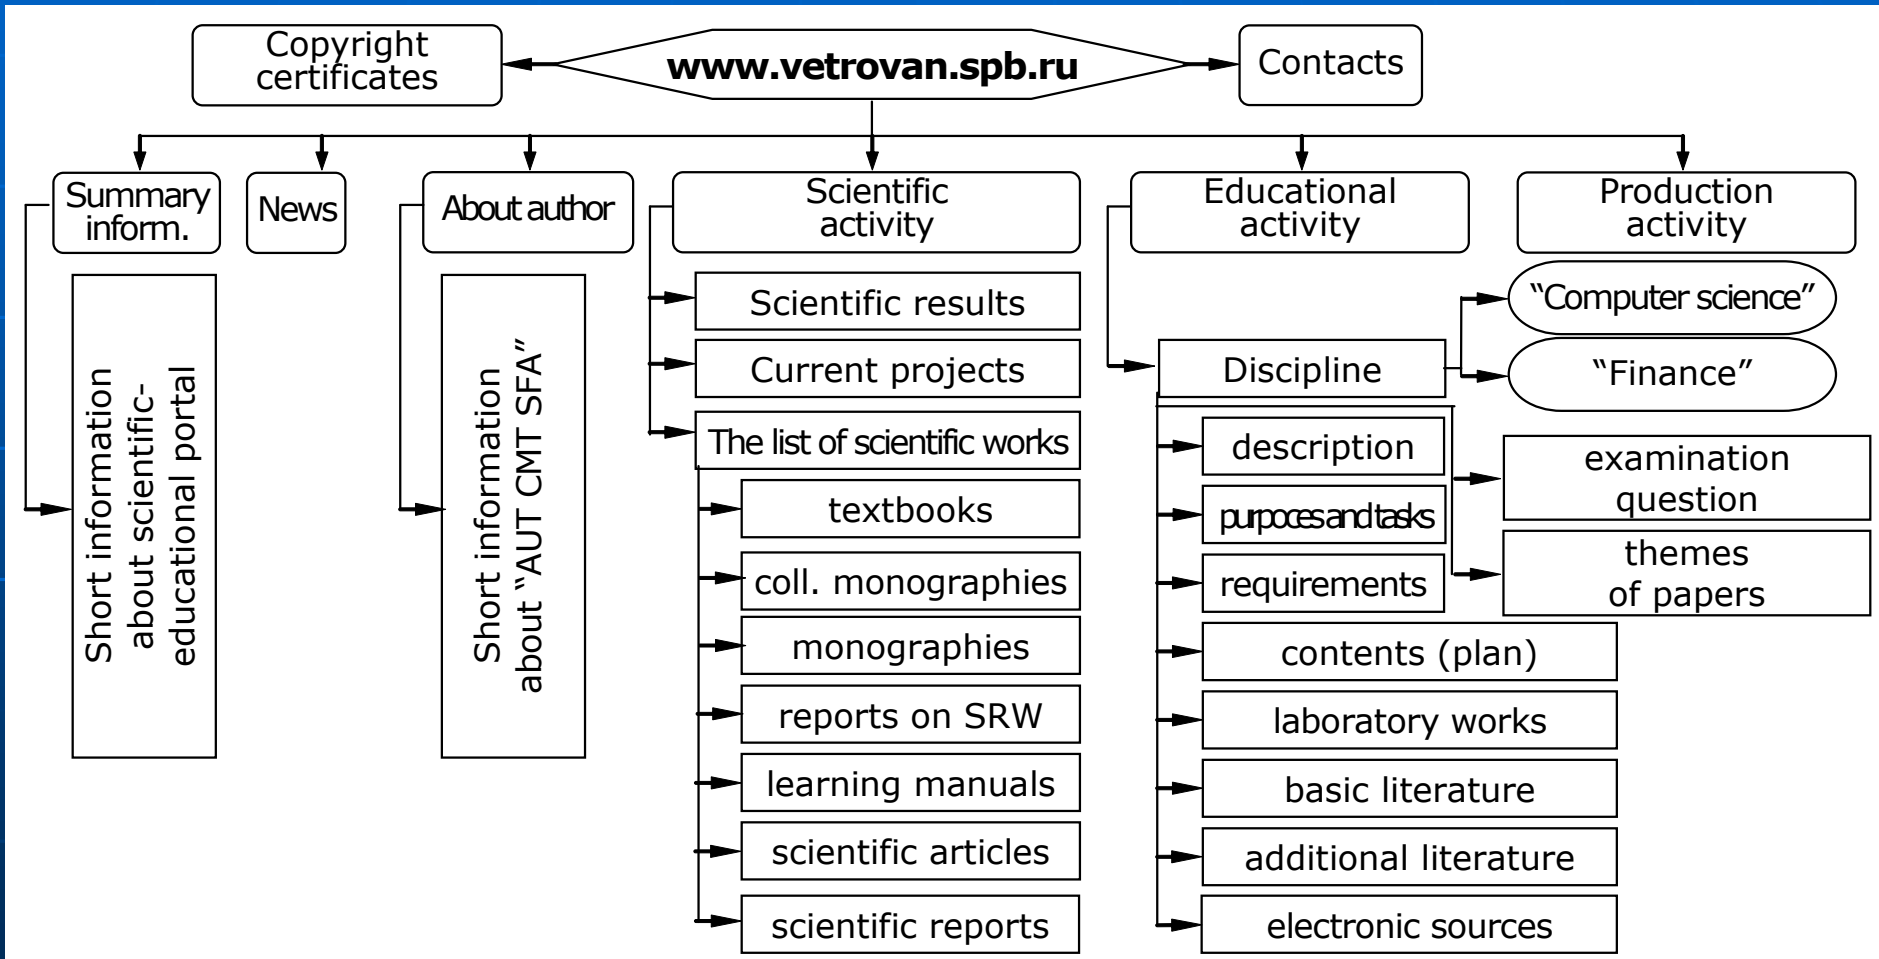 Copyright
certificates
www.vetrovan.spb.ru
Contacts
Summary
inform.
News
About author
Scientific
activity
Educational
activity
Production
activity
Short information
about scientific-
educational portal
Short information
about “AUT CMT SFA”
Scientific results
Current projects
The list of scientific works
textbooks
coll. monographies
monographies
reports on SRW
learning manuals
scientific articles
scientific reports
Discipline
“Computer science”
“Finance”
description
purpoces and tasks
requirements
examination
question
themes
of papers
contents (plan)
laboratory works
basic literature
additional literature
electronic sources